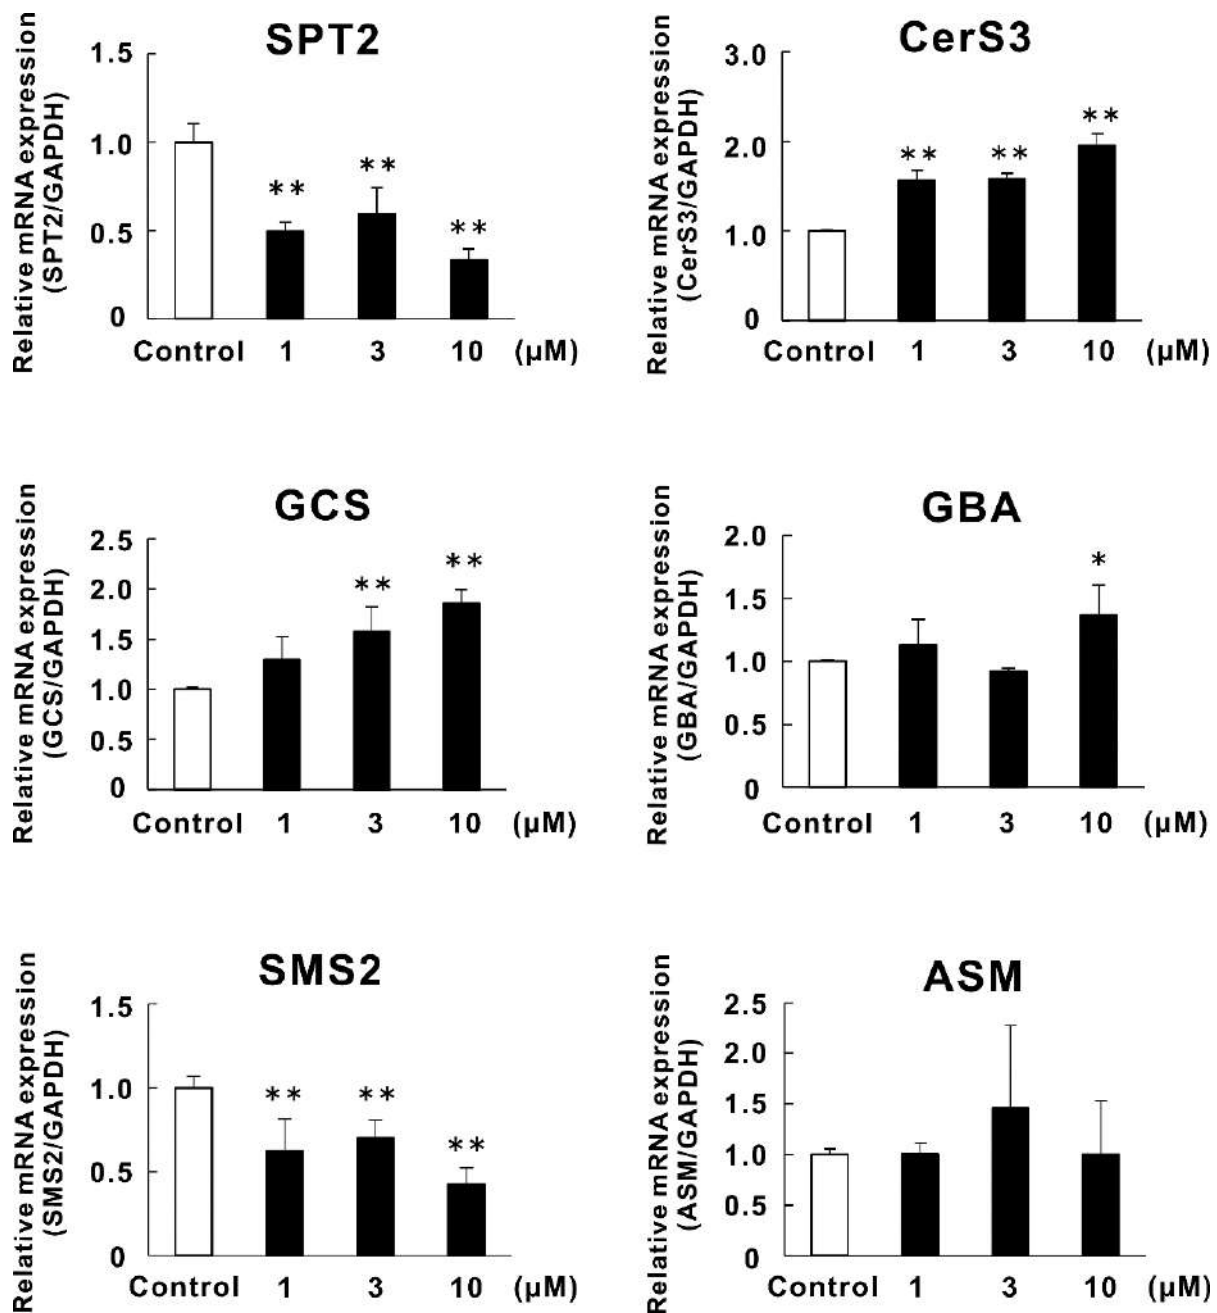 SPT2
Relative mRNA expression
(SPT2/GAPDH)
1.5
1.0
0.5
0
** ** **
Control 1 3 10 (μM)
CerS3
Relative mRNA expression
(CerS3/GAPDH)
3.0
2.0
1.0
0
** ** **
Control 1 3 10 (μM)
GCS
Relative mRNA expression
(GCS/GAPDH)
2.5
2.0
1.5
1.0
0.5
0
** **
Control 1 3 10 (μM)
GBA
Relative mRNA expression
(GBA/GAPDH)
2.0
1.5
1.0
0.5
0
*
Control 1 3 10 (μM)
SMS2
Relative mRNA expression
(SMS2/GAPDH)
1.5
1.0
0.5
0
** ** **
Control 1 3 10 (μM)
ASM
Relative mRNA expression
(ASM/GAPDH)
2.5
2.0
1.5
1.0
0.5
0
Control 1 3 10 (μM)